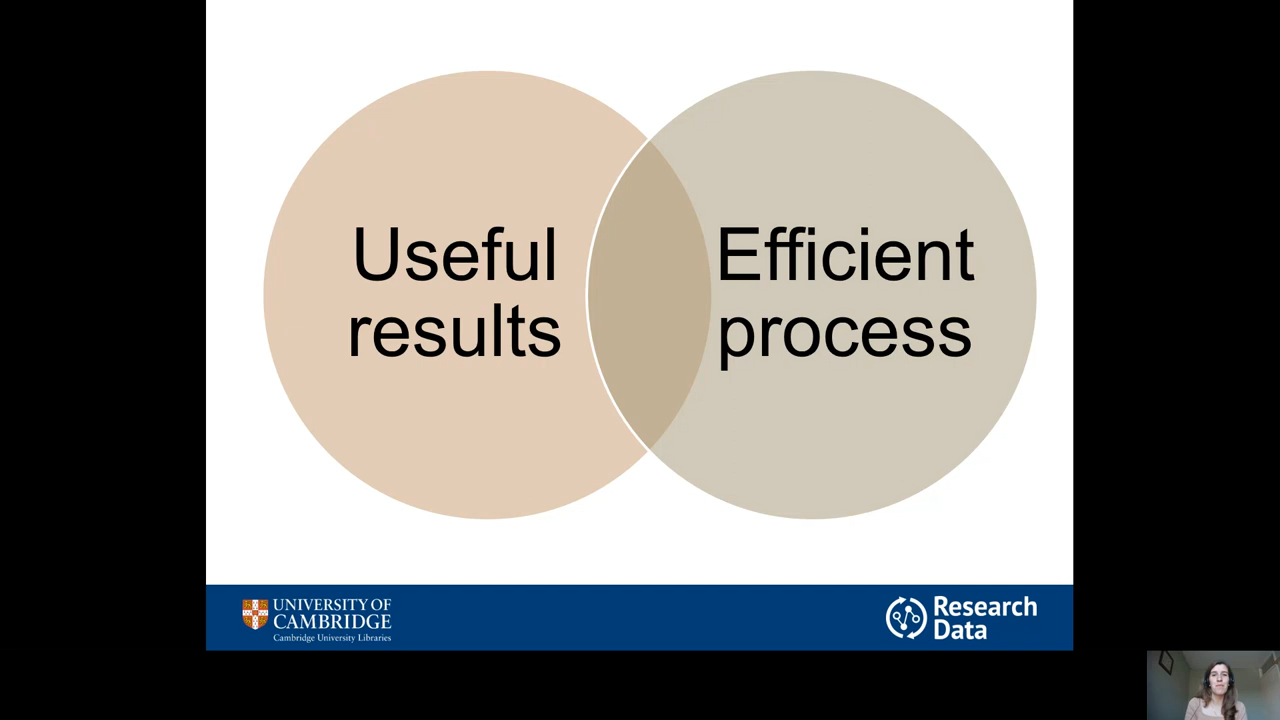 Useful
results
Efficient
process
UNIVERSITY OF
CAMBRIDGE
Cambridge University Libraries
Research
Data